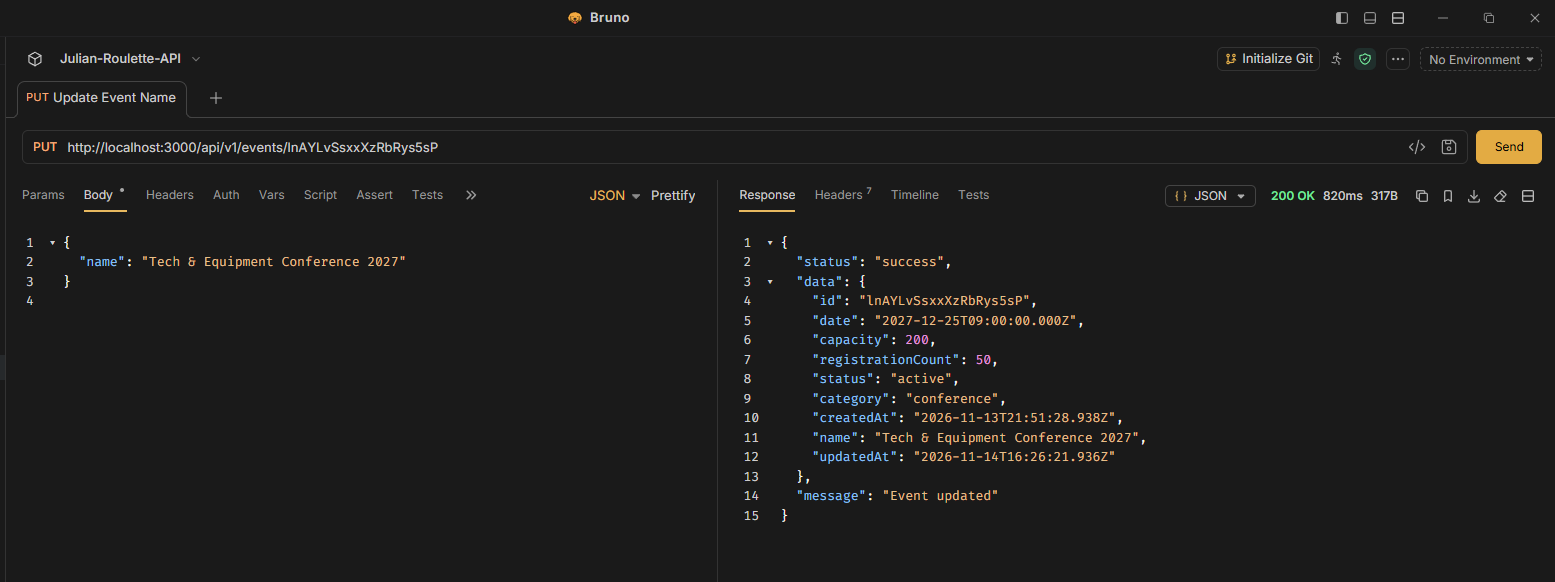 Bruno
Julian-Roulette-API
Initialize Git
No Environment
PUT Update Event Name
PUT http://localhost:3000/api/v1/events/lnAYLvSsxxXzRbRys5sP
</> Send
Params Body Headers Auth Vars Script Assert Tests JSON Prettify
1 {
2 "name": "Tech & Equipment Conference 2027"
3 }
4
Response Headers 7 Timeline Tests { } JSON 200 OK 820ms 317B
1 {
2 "status": "success",
3 "data": {
4 "id": "lnAYLvSsxxXzRbRys5sP",
5 "date": "2027-12-25T09:00:00.000Z",
6 "capacity": 200,
7 "registrationCount": 50,
8 "status": "active",
9 "category": "conference",
10 "createdAt": "2026-11-13T21:51:28.938Z",
11 "name": "Tech & Equipment Conference 2027",
12 "updatedAt": "2026-11-14T16:26:21.936Z"
13 },
14 "message": "Event updated"
15 }